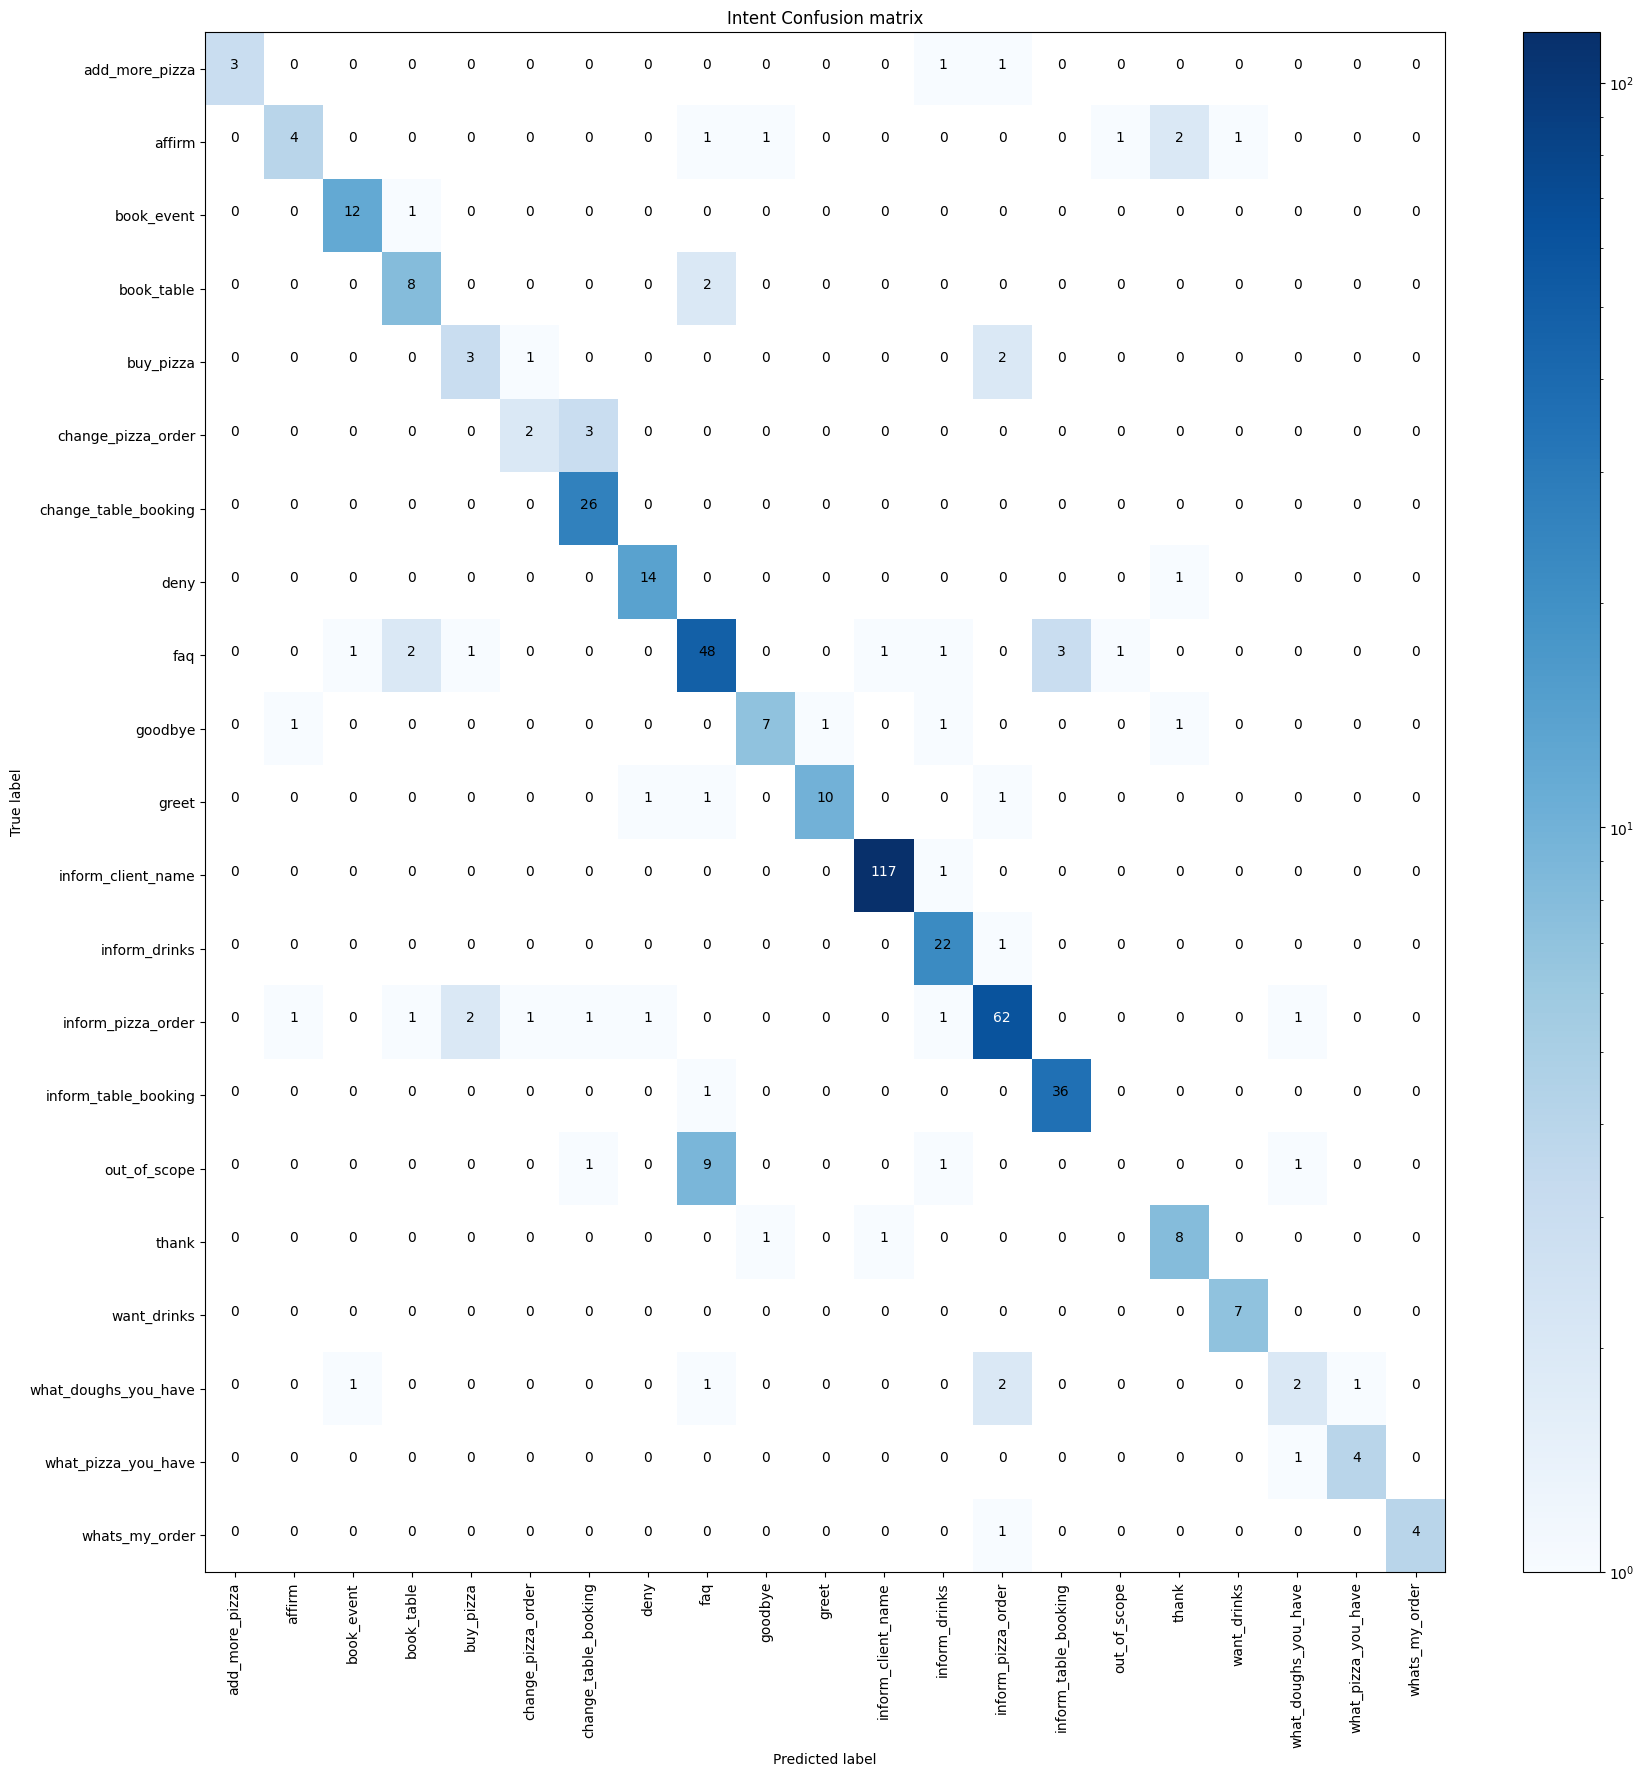 Intent Confusion matrix
True label
add_more_pizza 3 0 0 0 0 0 0 0 0 0 0 0 1 1 0 0 0 0 0 0 0
affirm 0 4 0 0 0 0 0 0 1 1 0 0 0 0 0 1 2 1 0 0 0
book_event 0 0 12 1 0 0 0 0 0 0 0 0 0 0 0 0 0 0 0 0 0
book_table 0 0 0 8 0 0 0 0 2 0 0 0 0 0 0 0 0 0 0 0 0
buy_pizza 0 0 0 0 3 1 0 0 0 0 0 0 0 2 0 0 0 0 0 0 0
change_pizza_order 0 0 0 0 0 2 3 0 0 0 0 0 0 0 0 0 0 0 0 0 0
change_table_booking 0 0 0 0 0 0 26 0 0 0 0 0 0 0 0 0 0 0 0 0 0
deny 0 0 0 0 0 0 0 14 0 0 0 0 0 0 0 0 1 0 0 0 0
faq 0 0 1 2 1 0 0 0 48 0 0 1 1 0 3 1 0 0 0 0 0
goodbye 0 1 0 0 0 0 0 0 0 7 1 0 1 0 0 0 1 0 0 0 0
greet 0 0 0 0 0 0 0 1 1 0 10 0 0 1 0 0 0 0 0 0 0
inform_client_name 0 0 0 0 0 0 0 0 0 0 0 117 1 0 0 0 0 0 0 0 0
inform_drinks 0 0 0 0 0 0 0 0 0 0 0 0 22 1 0 0 0 0 0 0 0
inform_pizza_order 0 1 0 1 2 1 1 1 0 0 0 0 1 62 0 0 0 0 1 0 0
inform_table_booking 0 0 0 0 0 0 0 0 1 0 0 0 0 0 36 0 0 0 0 0 0
out_of_scope 0 0 0 0 0 0 1 0 9 0 0 0 1 0 0 0 0 0 1 0 0
thank 0 0 0 0 0 0 0 0 0 1 0 1 0 0 0 0 8 0 0 0 0
want_drinks 0 0 0 0 0 0 0 0 0 0 0 0 0 0 0 0 0 7 0 0 0
what_doughs_you_have 0 0 1 0 0 0 0 0 1 0 0 0 0 2 0 0 0 0 2 1 0
what_pizza_you_have 0 0 0 0 0 0 0 0 0 0 0 0 0 0 0 0 0 0 1 4 0
whats_my_order 0 0 0 0 0 0 0 0 0 0 0 0 0 1 0 0 0 0 0 0 4
add_more_pizza
affirm
book_event
book_table
buy_pizza
change_pizza_order
change_table_booking
deny
faq
goodbye
greet
inform_client_name
inform_drinks
inform_pizza_order
inform_table_booking
out_of_scope
thank
want_drinks
what_doughs_you_have
what_pizza_you_have
whats_my_order
Predicted label
10²
10¹
10⁰